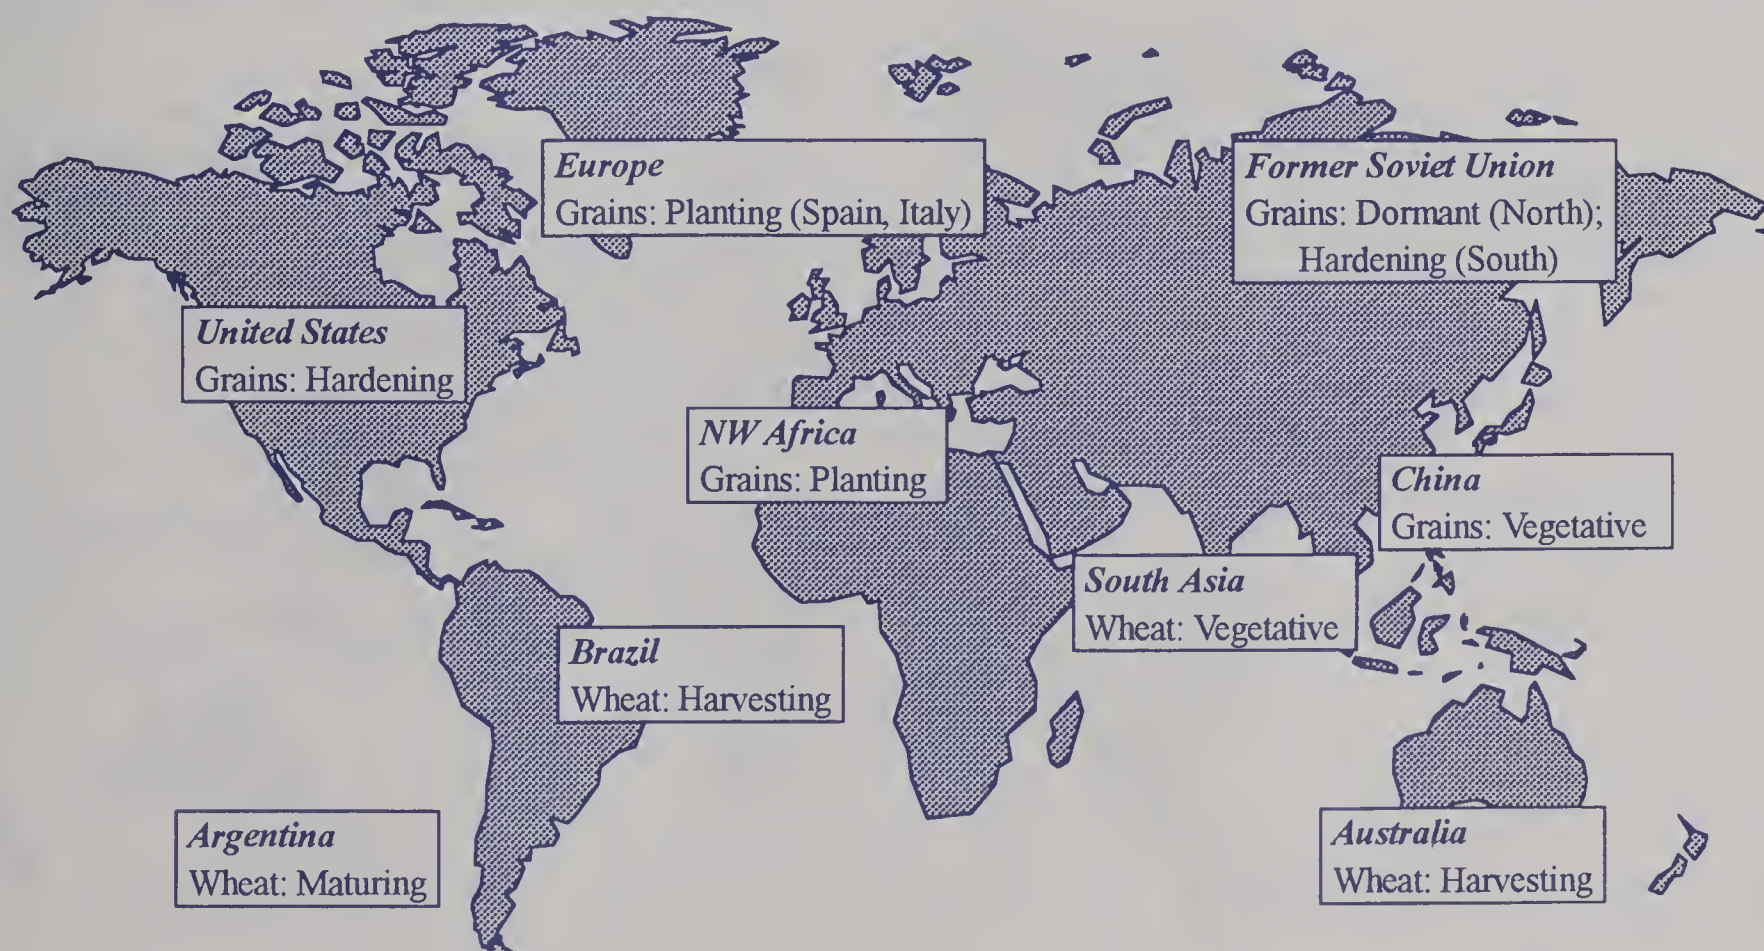 Europe
Grains: Planting (Spain, Italy)
Former Soviet Union
Grains: Dormant (North);
Hardening (South)
United States
Grains: Hardening
NW Africa
Grains: Planting
China
Grains: Vegetative
South Asia
Wheat: Vegetative
Brazil
Wheat: Harvesting
Argentina
Wheat: Maturing
Australia
Wheat: Harvesting